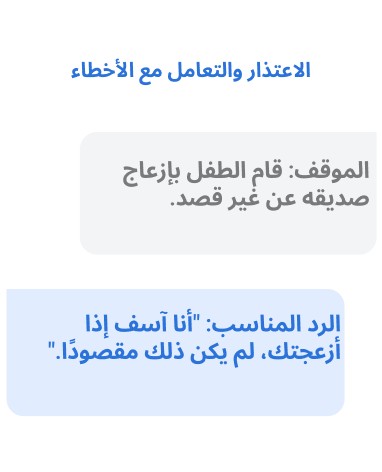 الاعتذار والتعامل مع الأخطاء
الموقف: قام الطفل بإزعاج
صديقه عن غير قصد.
الرد المناسب: "أنا آسف إذا
أزعجتك، لم يكن ذلك مقصودًا."